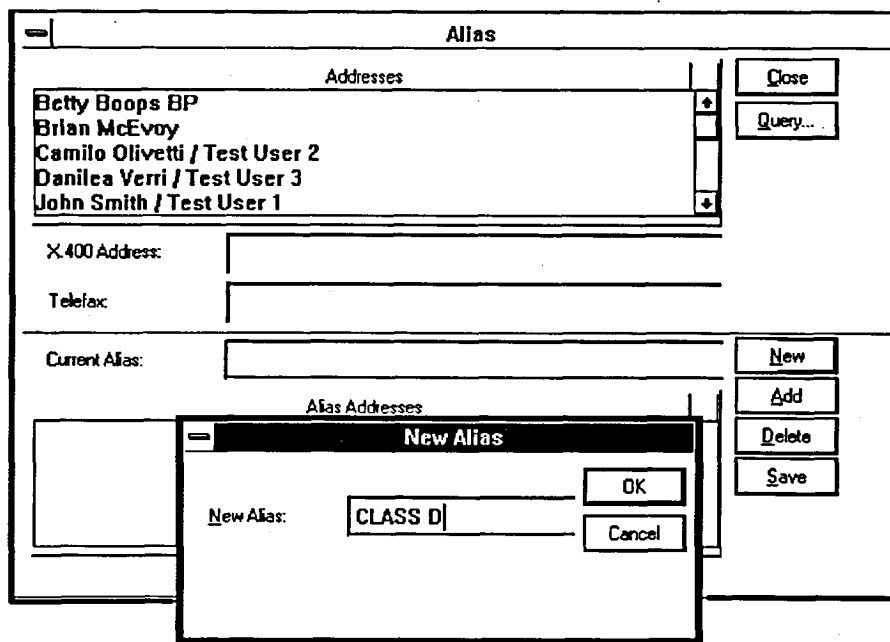 Alias
Addresses
Close
Betty Boops BP
Query...
Brian McEvoy
Camilo Olivetti / Test User 2
Danilea Verri / Test User 3
John Smith / Test User 1
X.400 Address:
Telefax:
Current Alias:
New
Add
Alias Addresses
Delete
New Alias
Save
OK
New Alias:
CLASS D
Cancel